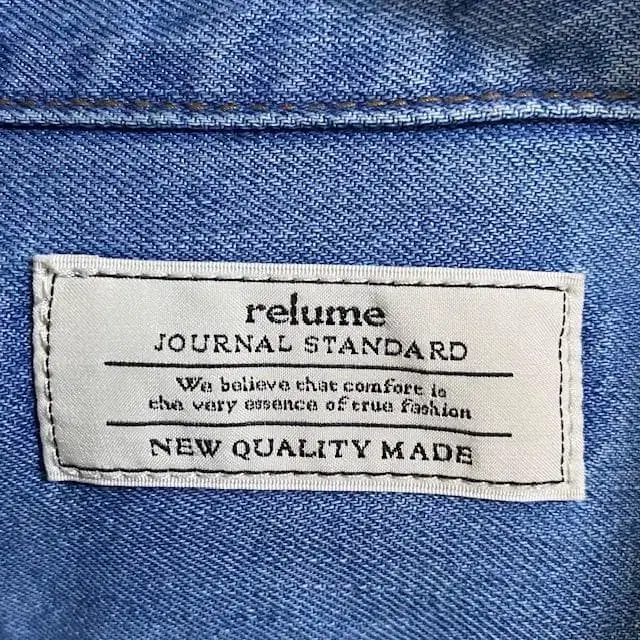 relume
JOURNAL STANDARD
We believe that comfort is
the very essence of true fashion
NEW QUALITY MADE